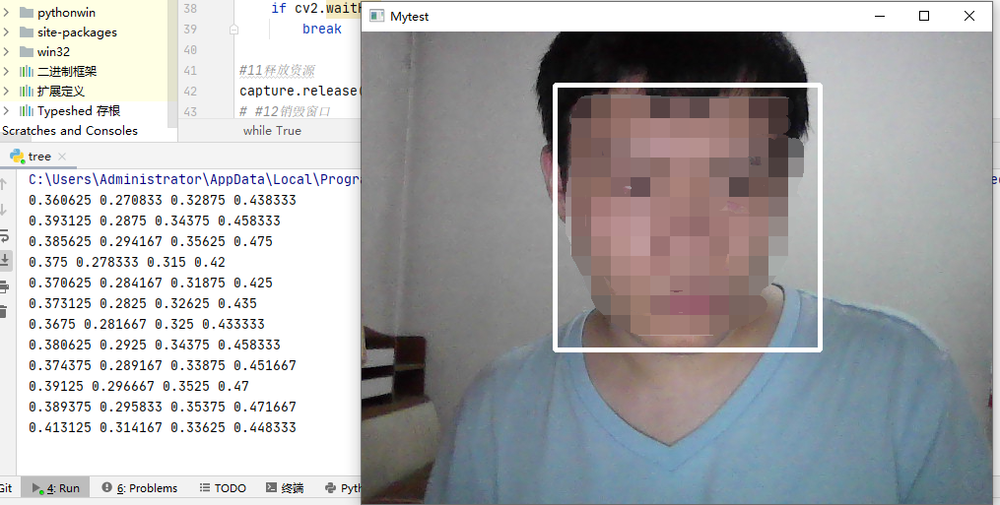 pythonwin
site-packages
win32
二进制框架
扩展定义
Typeshed 存根
Scratches and Consoles
38 if cv2.waitK
39 break
40
41 #11释放资源
42 capture.release(
43 # #12销毁窗口
while True
Mytest
tree
C:\Users\Administrator\AppData\Local\Progra
0.360625 0.270833 0.32875 0.438333
0.393125 0.2875 0.34375 0.458333
0.385625 0.294167 0.35625 0.475
0.375 0.278333 0.315 0.42
0.370625 0.284167 0.31875 0.425
0.373125 0.2825 0.32625 0.435
0.3675 0.281667 0.325 0.433333
0.380625 0.2925 0.34375 0.458333
0.374375 0.289167 0.33875 0.451667
0.39125 0.296667 0.3525 0.47
0.389375 0.295833 0.35375 0.471667
0.413125 0.314167 0.33625 0.448333
Git 4: Run 6: Problems TODO 终端 Pyth